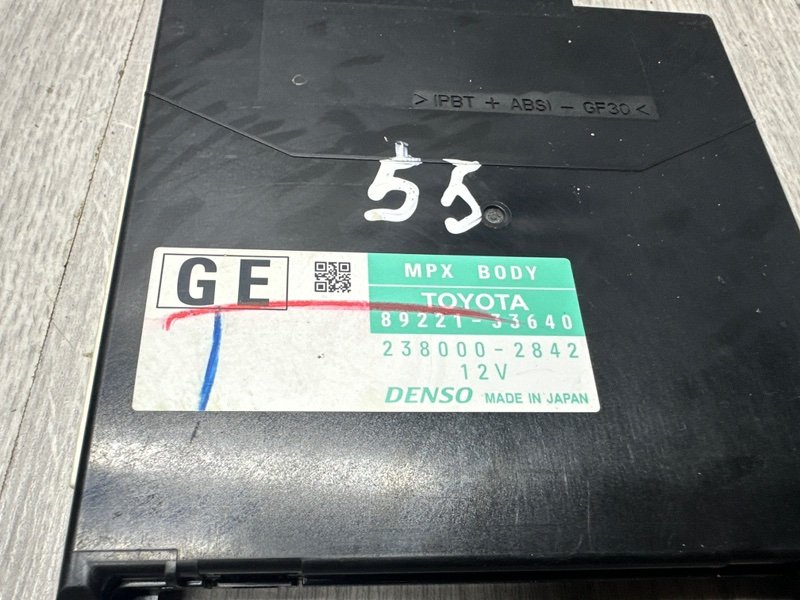 >(PBT + ABS) - GF30<
55
GE
MPX BODY
TOYOTA
89221-33640
238000-2842
12V
DENSO MADE IN JAPAN